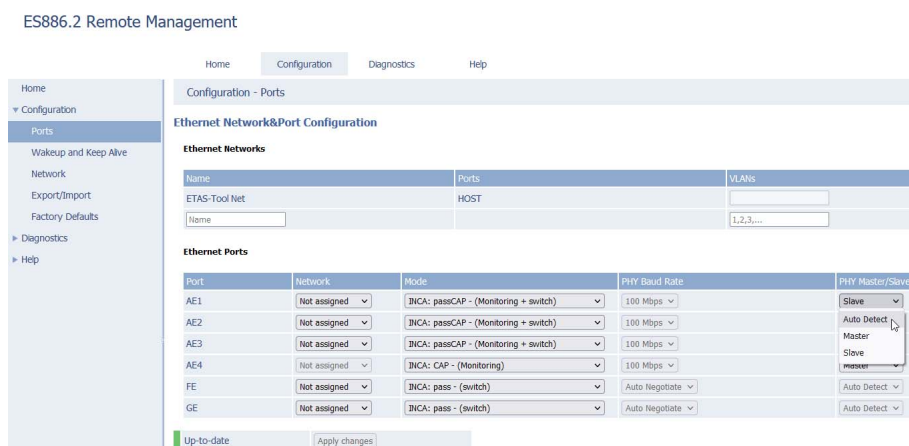 ES886.2 Remote Management
Home Configuration Diagnostics Help
Home
Configuration
Ports
Wakeup and Keep Alive
Network
Export/Import
Factory Defaults
Diagnostics
Help
Configuration - Ports
Ethernet Network&Port Configuration
Ethernet Networks
Name Ports VLANs
ETAS-Tool Net HOST
Name 1,2,3,...
Ethernet Ports
Port Network Mode PHY Baud Rate PHY Master/Slave
AE1 Not assigned INCA: passCAP - (Monitoring + switch) 100 Mbps Slave
AE2 Not assigned INCA: passCAP - (Monitoring + switch) 100 Mbps Auto Detect
Master
AE3 Not assigned INCA: passCAP - (Monitoring + switch) 100 Mbps Slave
AE4 Not assigned INCA: CAP - (Monitoring) 100 Mbps Master
FE Not assigned INCA: pass - (switch) Auto Negotiate Auto Detect
GE Not assigned INCA: pass - (switch) Auto Negotiate Auto Detect
Up-to-date Apply changes